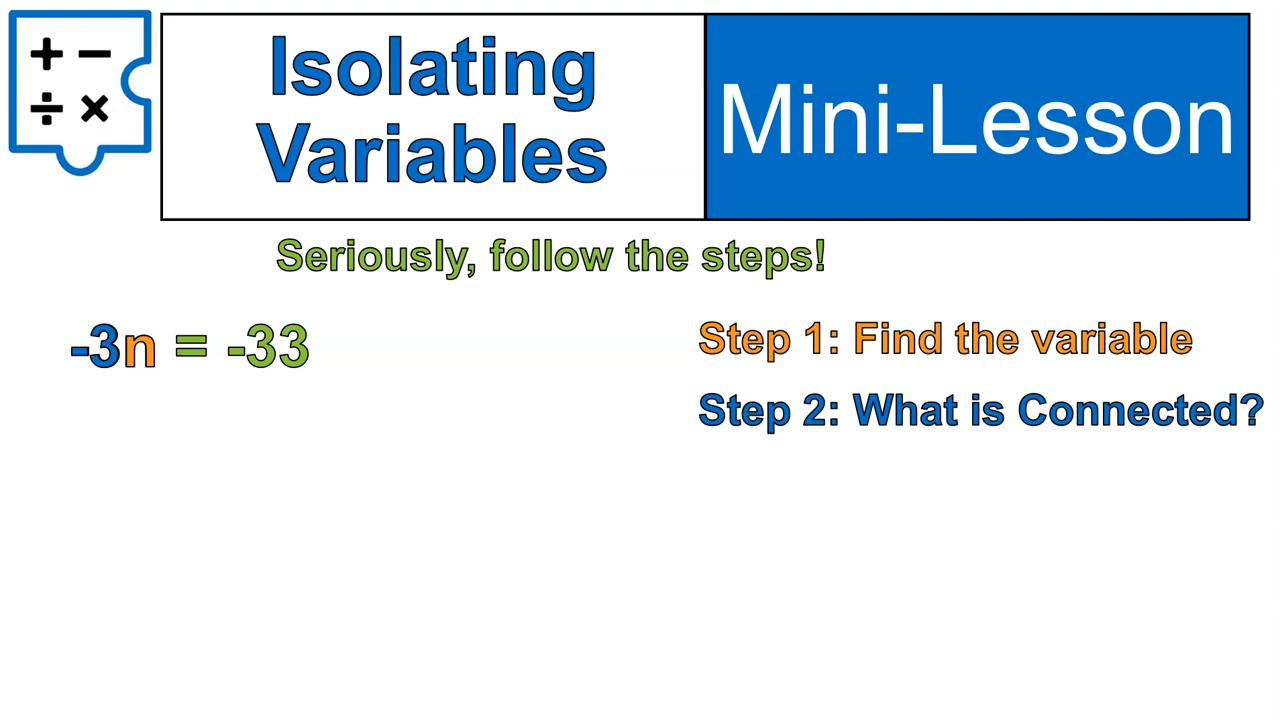 + −
÷ ×
Isolating
Variables
Mini-Lesson
Seriously, follow the steps!
-3n = -33
Step 1: Find the variable
Step 2: What is Connected?